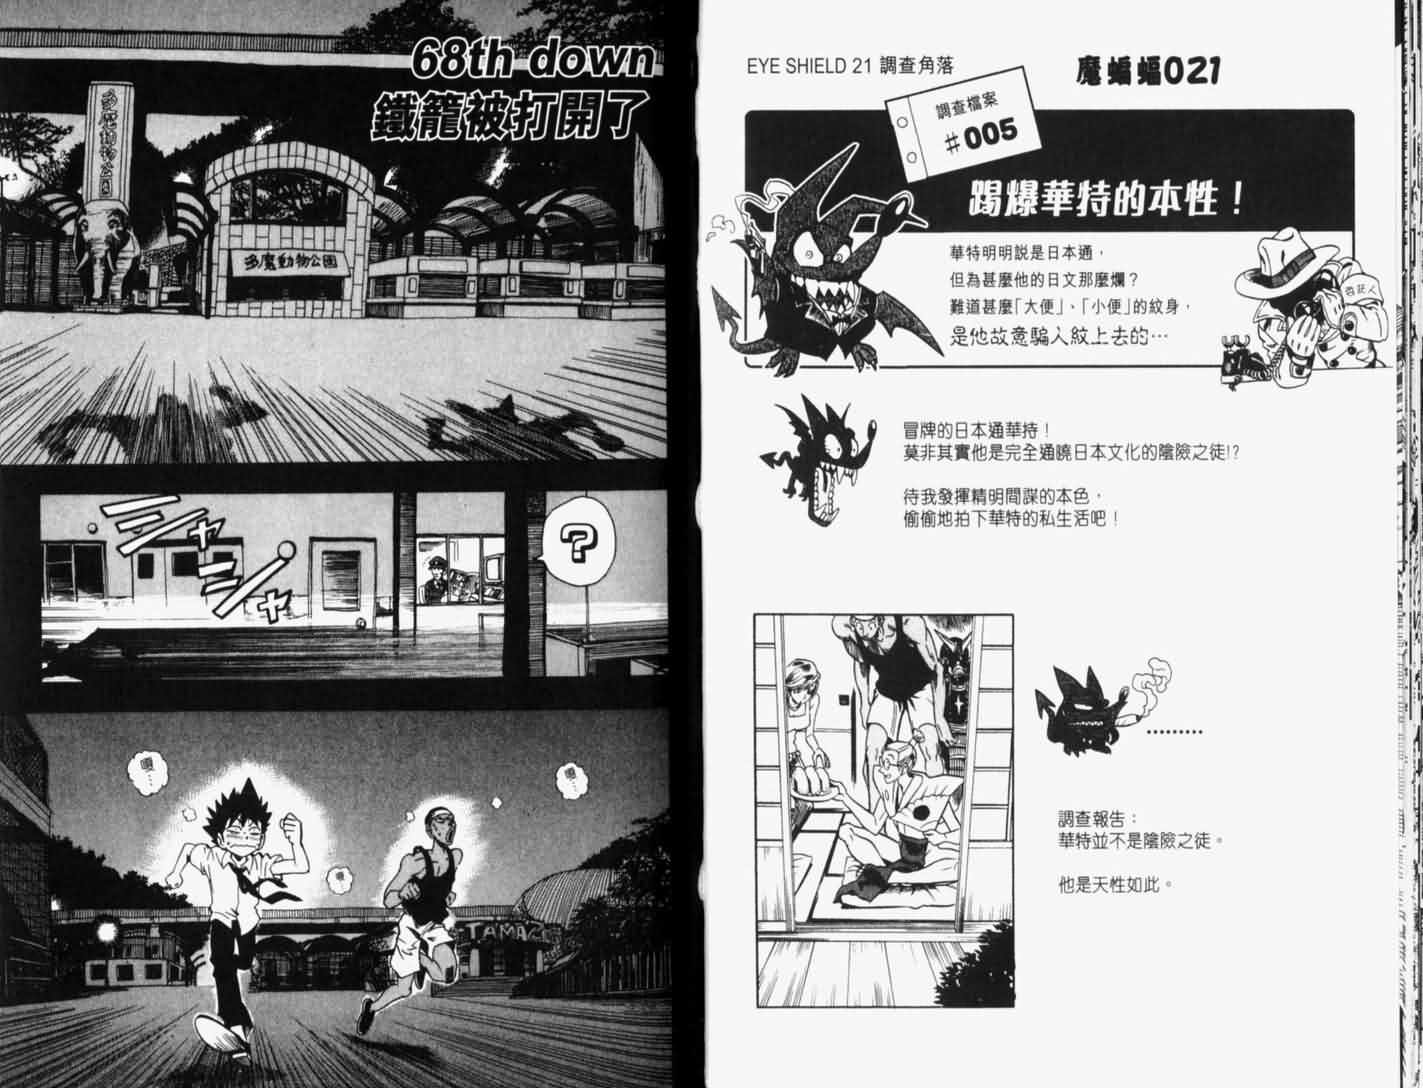 EYE SHIELD 21 調查角落
魔蝙蝠021
調查檔案
#005
踢爆華特的本性！
華特明明說是日本通，
但為甚麼他的日文那麼爛？
難道甚麼「大便」、「小便」的紋身，
是他故意騙人紋上去的…
委託人
冒牌的日本通華持！
莫非其實他是完全通曉日本文化的陰險之徒!?
待我發揮精明間諜的本色，
偷偷地拍下華特的私生活吧！
………
調查報告：
華特並不是陰險之徒。
他是天性如此。
68th down
鐵籠被打開了
多摩動物公園
多摩動物公園
シャ
シャ
?
嘎…
嘎…
嘎…
TAMA